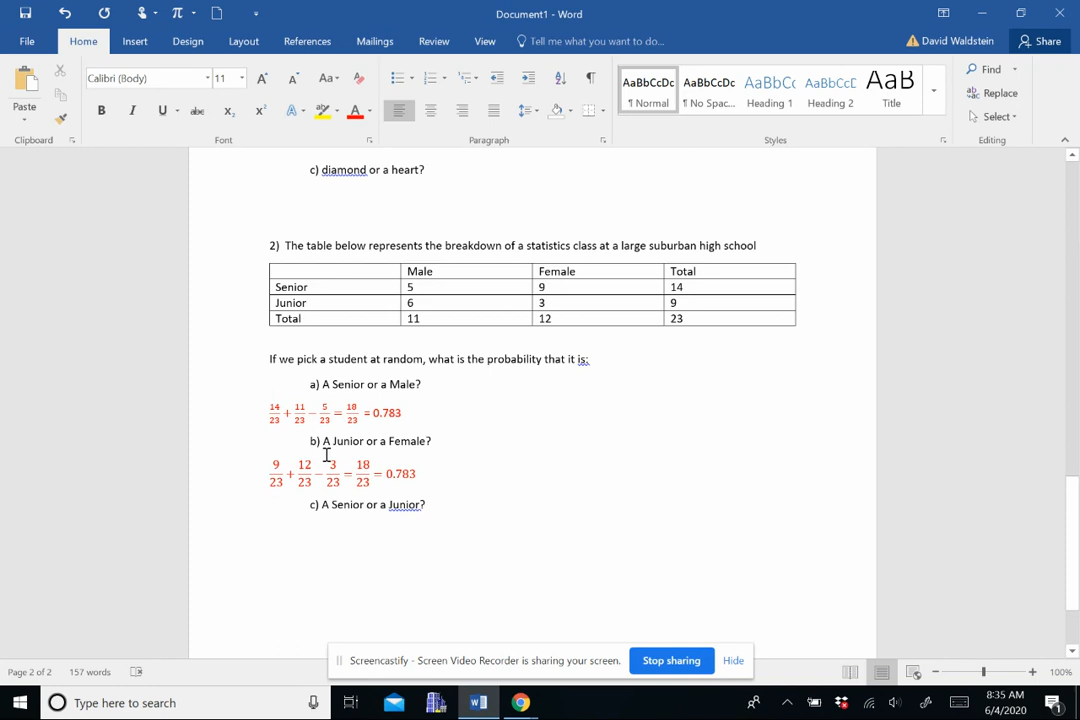 Document1 - Word
File Home Insert Design Layout References Mailings Review View Tell me what you want to do... David Waldstein Share
Paste Calibri (Body) 11 Aa B I U abc X₂ X² A A
AaBbCcDc AaBbCcDc AaBbCc AaBbCcD AaB
¶ Normal ¶ No Spac... Heading 1 Heading 2 Title
Find
Replace
Select
Clipboard Font Paragraph Styles Editing
c) diamond or a heart?
2) The table below represents the breakdown of a statistics class at a large suburban high school
Male Female Total
Senior 5 9 14
Junior 6 3 9
Total 11 12 23
If we pick a student at random, what is the probability that it is:
a) A Senior or a Male?
14/23 + 11/23 − 5/23 = 18/23 = 0.783
b) A Junior or a Female?
9/23 + 12/23 − 3/23 = 18/23 = 0.783
c) A Senior or a Junior?
Screencastify - Screen Video Recorder is sharing your screen. Stop sharing Hide
Page 2 of 2 157 words 100%
Type here to search
8:35 AM
6/4/2020
1